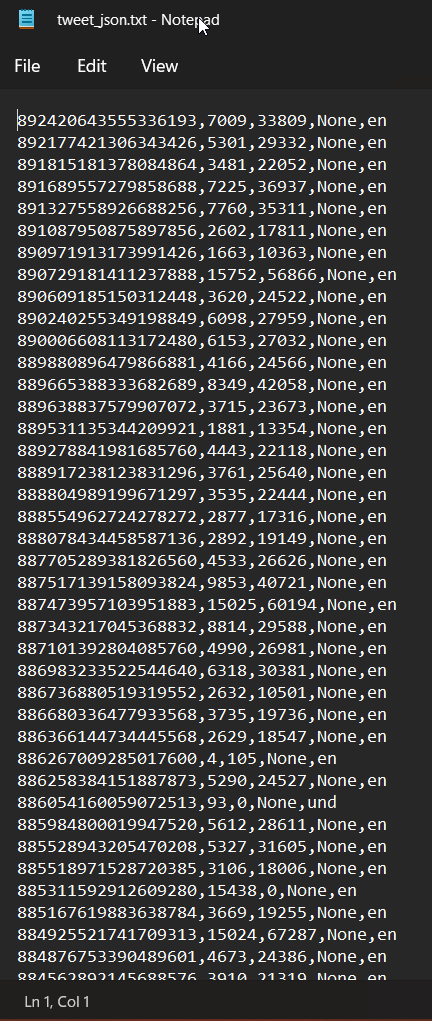 tweet_json.txt - Notepad
File Edit View
892420643555336193,7009,33809,None,en
892177421306343426,5301,29332,None,en
891815181378084864,3481,22052,None,en
891689557279858688,7225,36937,None,en
891327558926688256,7760,35311,None,en
891087950875897856,2602,17811,None,en
890971913173991426,1663,10363,None,en
890729181411237888,15752,56866,None,en
890609185150312448,3620,24522,None,en
890240255349198849,6098,27959,None,en
890006608113172480,6153,27032,None,en
889880896479866881,4166,24566,None,en
889665388333682689,8349,42058,None,en
889638837579907072,3715,23673,None,en
889531135344209921,1881,13354,None,en
889278841981685760,4443,22118,None,en
888917238123831296,3761,25640,None,en
888804989199671297,3535,22444,None,en
888554962724278272,2877,17316,None,en
888078434458587136,2892,19149,None,en
887705289381826560,4533,26626,None,en
887517139158093824,9853,40721,None,en
887473957103951883,15025,60194,None,en
887343217045368832,8814,29588,None,en
887101392804085760,4990,26981,None,en
886983233522544640,6318,30381,None,en
886736880519319552,2632,10501,None,en
886680336477933568,3735,19736,None,en
886366144734445568,2629,18547,None,en
886267009285017600,4,105,None,en
886258384151887873,5290,24527,None,en
886054160059072513,93,0,None,und
885984800019947520,5612,28611,None,en
885528943205470208,5327,31605,None,en
885518971528720385,3106,18006,None,en
885311592912609280,15438,0,None,en
885167619883638784,3669,19255,None,en
884925521741709313,15024,67287,None,en
884876753390489601,4673,24386,None,en
884562892145688576,3910,21319,None,en
Ln 1, Col 1